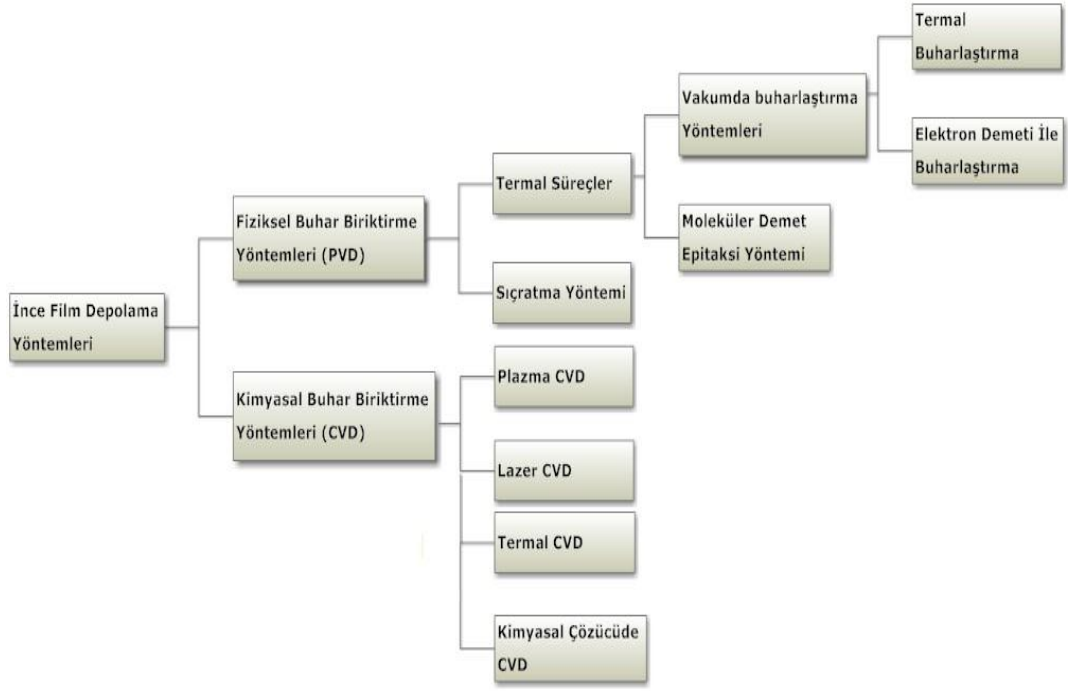 İnce Film Depolama
Yöntemleri
Fiziksel Buhar Biriktirme
Yöntemleri (PVD)
Termal Süreçler
Vakumda buharlaştırma
Yöntemleri
Termal
Buharlaştırma
Elektron Demeti İle
Buharlaştırma
Moleküler Demet
Epitaksi Yöntemi
Sıçratma Yöntemi
Kimyasal Buhar Biriktirme
Yöntemleri (CVD)
Plazma CVD
Lazer CVD
Termal CVD
Kimyasal Çözücüde
CVD